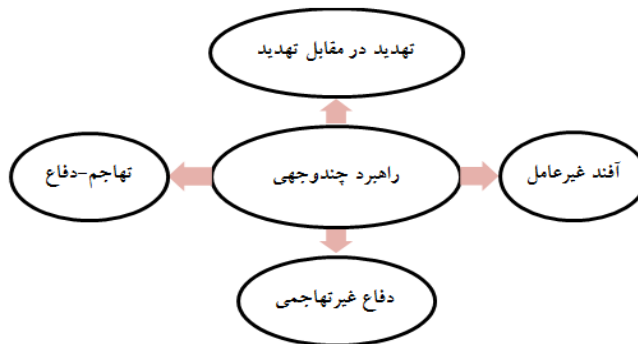 تهدید در مقابل تهدید
آفند غیرعامل
راهبرد چندوجهی
تهاجم-دفاع
دفاع غیرتهاجمی